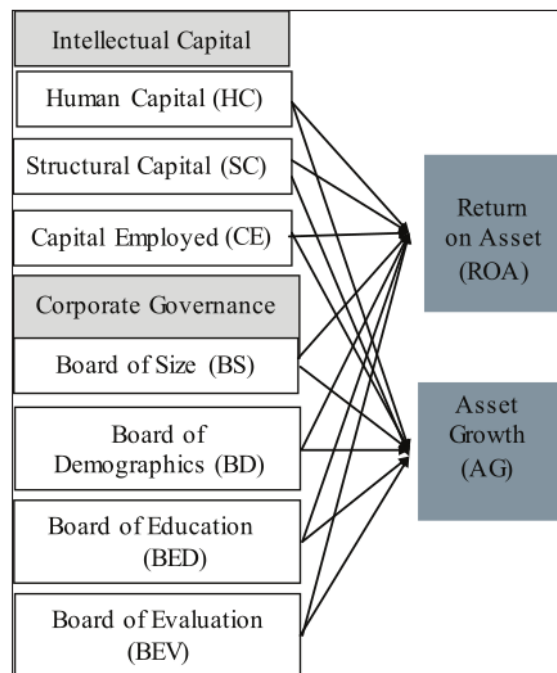 Intellectual Capital
Human Capital (HC)
Structural Capital (SC)
Capital Employed (CE)
Corporate Governance
Board of Size (BS)
Board of
Demographics (BD)
Board of Education
(BED)
Board of Evaluation
(BEV)
Return
on Asset
(ROA)
Asset
Growth
(AG)